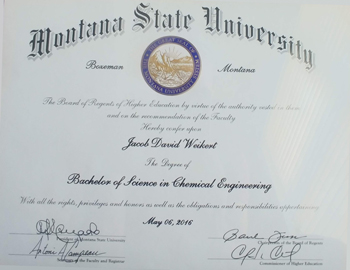 Montana State University
Bozeman Montana
The Board of Regents of Higher Education by virtue of the authority vested in them
and on the recommendation of the Faculty
Hereby confer upon
Jacob David Weikert
The Degree of
Bachelor of Science in Chemical Engineering
With all the rights, privileges and honors as well as the obligations and responsibilities appertaining
May 06, 2016
President of Montana State University
Chairperson of the Board of Regents
Secretary of the Faculty and Registrar
Commissioner of Higher Education